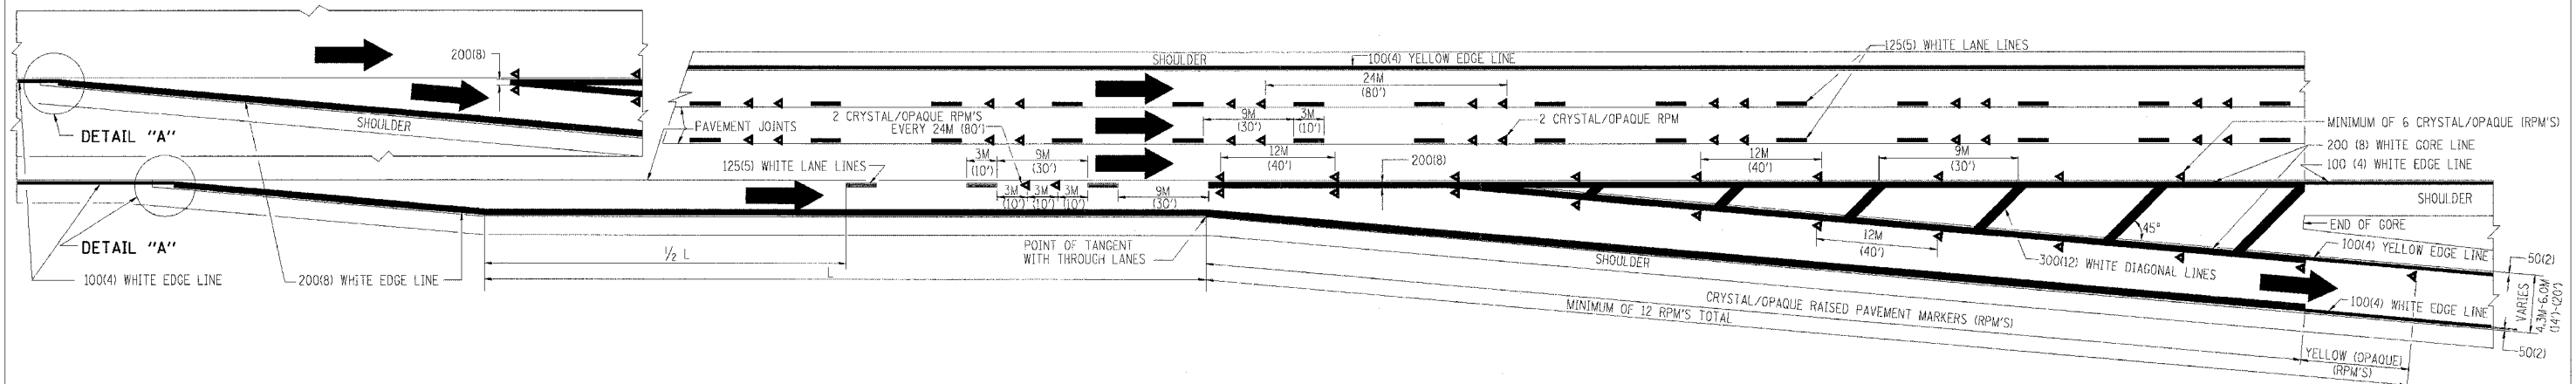 200(8)
SHOULDER
DETAIL "A"
SHOULDER
100(4) YELLOW EDGE LINE
125(5) WHITE LANE LINES
24M
(80')
PAVEMENT JOINTS
2 CRYSTAL/OPAQUE RPM'S
EVERY 24M (80')
9M
(30')
3M
(10')
2 CRYSTAL/OPAQUE RPM
MINIMUM OF 6 CRYSTAL/OPAQUE (RPM'S)
200 (8) WHITE GORE LINE
100 (4) WHITE EDGE LINE
125(5) WHITE LANE LINES
3M
(10')
9M
(30')
12M
(40')
200(8)
12M
(40')
9M
(30')
3M
(10')
3M
(10')
3M
(10')
9M
(30')
SHOULDER
DETAIL "A"
100(4) WHITE EDGE LINE
200(8) WHITE EDGE LINE
1/2 L
L
POINT OF TANGENT
WITH THROUGH LANES
SHOULDER
12M
(40')
45°
END OF GORE
100(4) YELLOW EDGE LINE
300(12) WHITE DIAGONAL LINES
50(2)
VARIES
4.3M-6.0M
(14')-(20')
100(4) WHITE EDGE LINE
50(2)
CRYSTAL/OPAQUE RAISED PAVEMENT MARKERS (RPM'S)
MINIMUM OF 12 RPM'S TOTAL
YELLOW (OPAQUE)
(RPM'S)